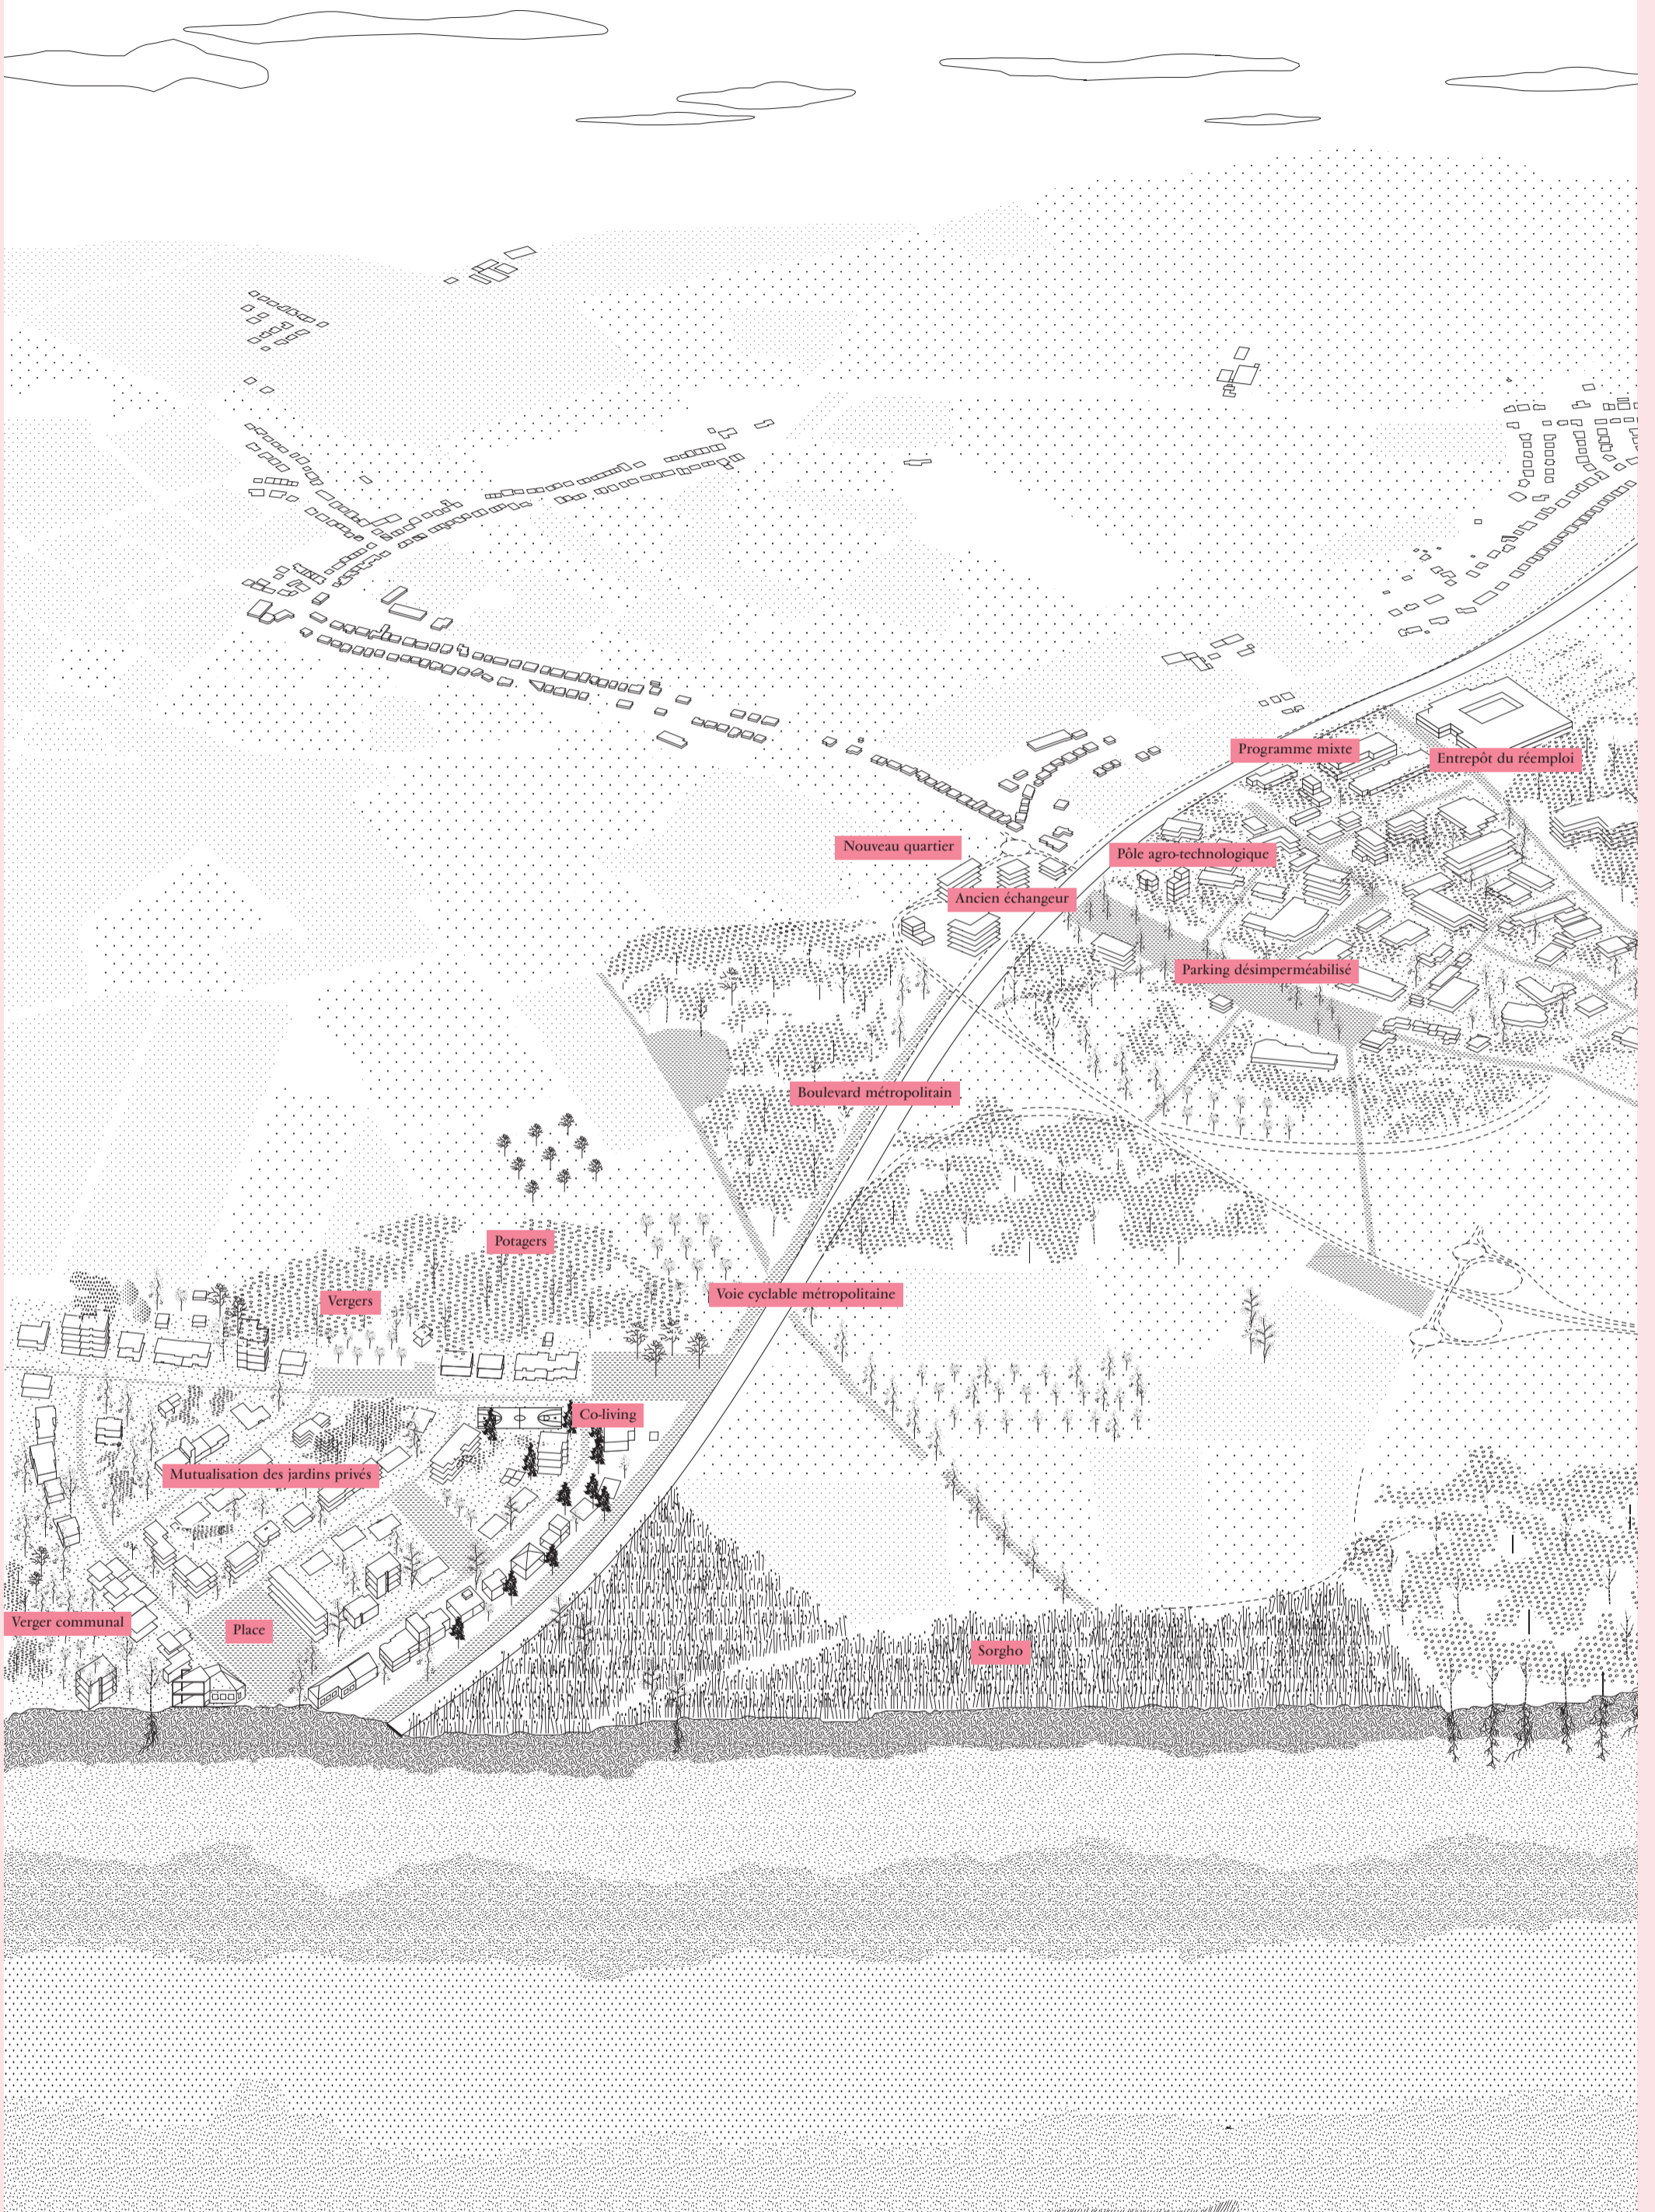 Programme mixte
Entrepôt du réemploi
Nouveau quartier
Pôle agro-technologique
Ancien échangeur
Parking désimperméabilisé
Boulevard métropolitain
Potagers
Voie cyclable métropolitaine
Vergers
Co-living
Mutualisation des jardins privés
Verger communal
Place
Sorgho